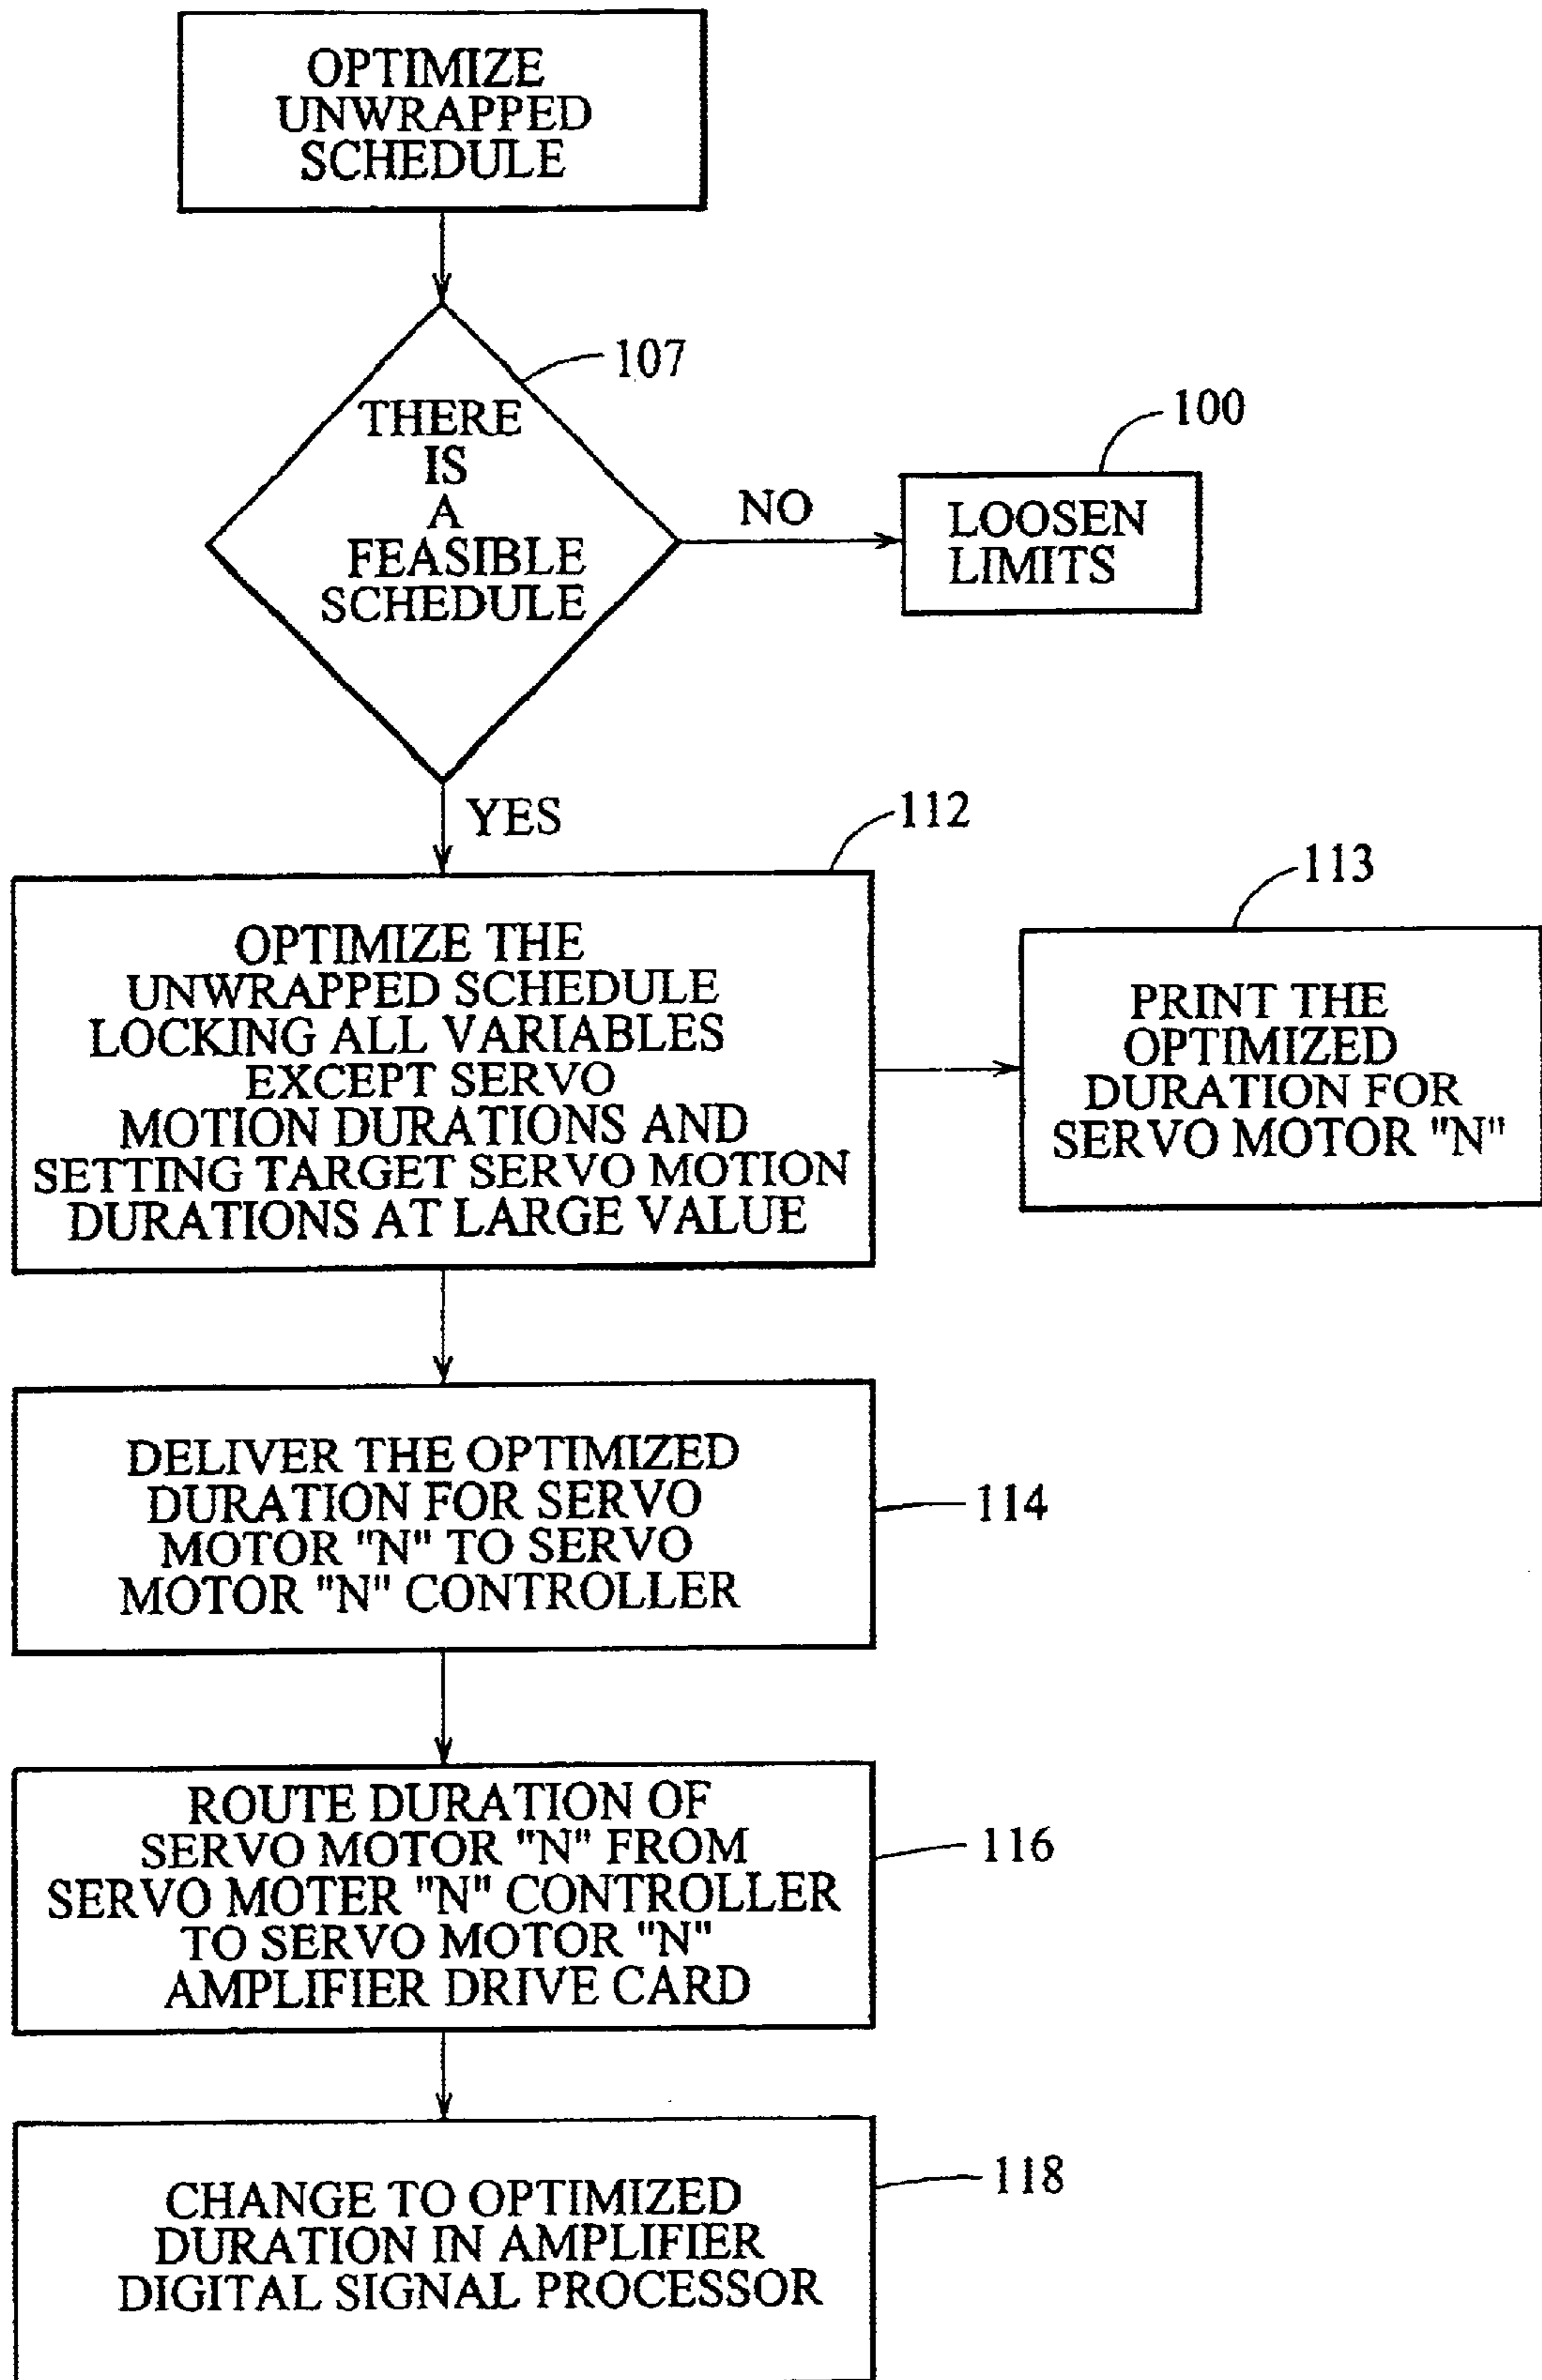 OPTIMIZE
UNWRAPPED
SCHEDULE
107
THERE
IS
A
FEASIBLE
SCHEDULE
100
NO
LOOSEN
LIMITS
YES
112
113
OPTIMIZE THE
UNWRAPPED SCHEDULE
LOCKING ALL VARIABLES
EXCEPT SERVO
MOTION DURATIONS AND
SETTING TARGET SERVO MOTION
DURATIONS AT LARGE VALUE
PRINT THE
OPTIMIZED
DURATION FOR
SERVO MOTOR "N"
DELIVER THE OPTIMIZED
DURATION FOR SERVO
MOTOR "N" TO SERVO
MOTOR "N" CONTROLLER
114
ROUTE DURATION OF
SERVO MOTOR "N" FROM
SERVO MOTER "N" CONTROLLER
TO SERVO MOTOR "N"
AMPLIFIER DRIVE CARD
116
CHANGE TO OPTIMIZED
DURATION IN AMPLIFIER
DIGITAL SIGNAL PROCESSOR
118